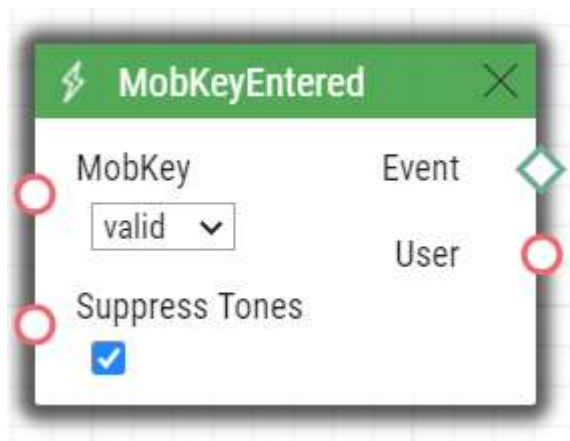 MobKeyEntered
MobKey
Event
valid
User
Suppress Tones